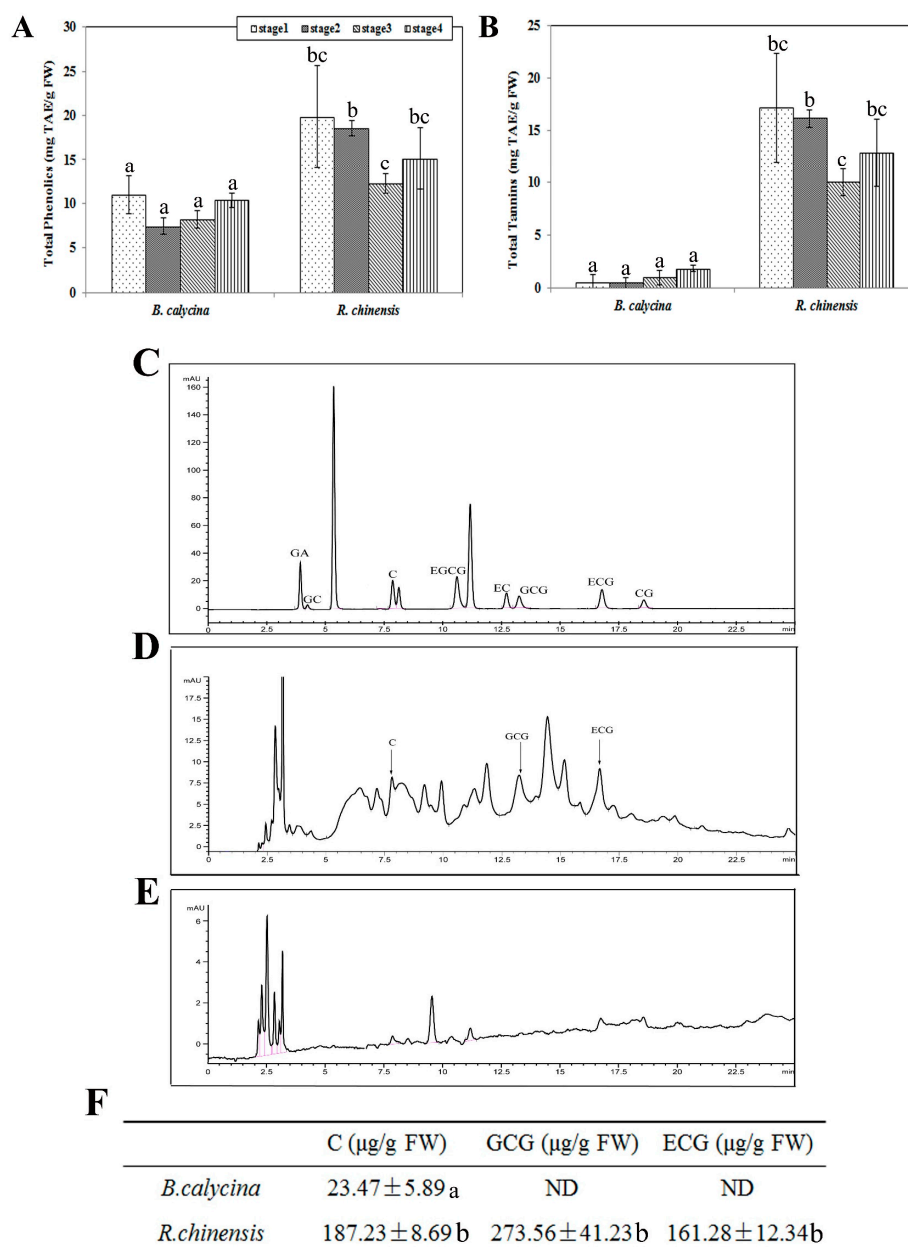 A
stage1 stage2 stage3 stage4
Total Phenolics (mg TAE/g FW)
30
25
20
15
10
5
0
a a a a
bc b c bc
B. calycina R. chinensis
B
Total Tannins (mg TAE/g FW)
25
20
15
10
5
0
a a a a
bc b c bc
B. calycina R. chinensis
C
mAU
160
140
120
100
80
60
40
20
0
GA GC C EGCG EC GCG ECG CG
0 2.5 5 7.5 10 12.5 15 17.5 20 22.5 min
D
mAU
17.5
15
12.5
10
7.5
5
2.5
0
C GCG ECG
0 2.5 5 7.5 10 12.5 15 17.5 20 22.5 min
E
mAU
6
4
2
0
0 2.5 5 7.5 10 12.5 15 17.5 20 22.5 min
F
C (μg/g FW) GCG (μg/g FW) ECG (μg/g FW)
B.calycina 23.47±5.89 a ND ND
R.chinensis 187.23±8.69 b 273.56±41.23 b 161.28±12.34 b